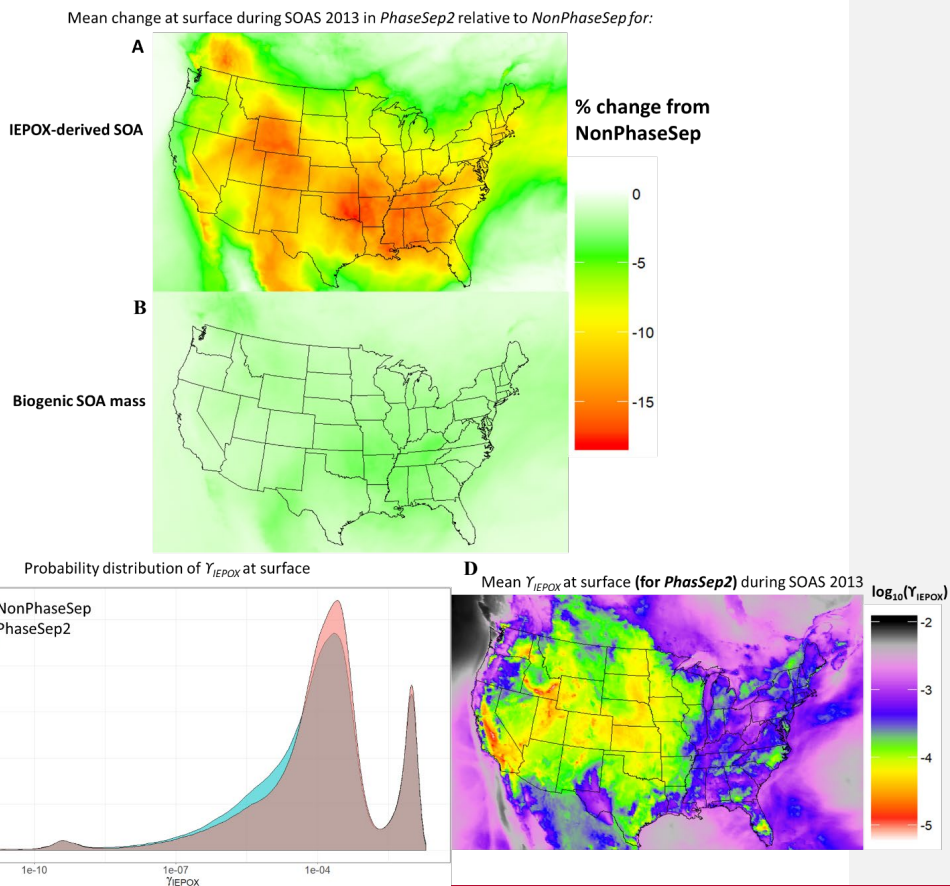 Mean change at surface during SOAS 2013 in PhaseSep2 relative to NonPhaseSep for:
A
IEPOX-derived SOA
% change from
NonPhaseSep
0
-5
-10
-15
B
Biogenic SOA mass
Probability distribution of ϒIEPOX at surface
NonPhaseSep
PhaseSep2
1e-10
1e-07
1e-04
γIEPOX
D
Mean ϒIEPOX at surface (for PhasSep2) during SOAS 2013
log10(ϒIEPOX)
-2
-3
-4
-5